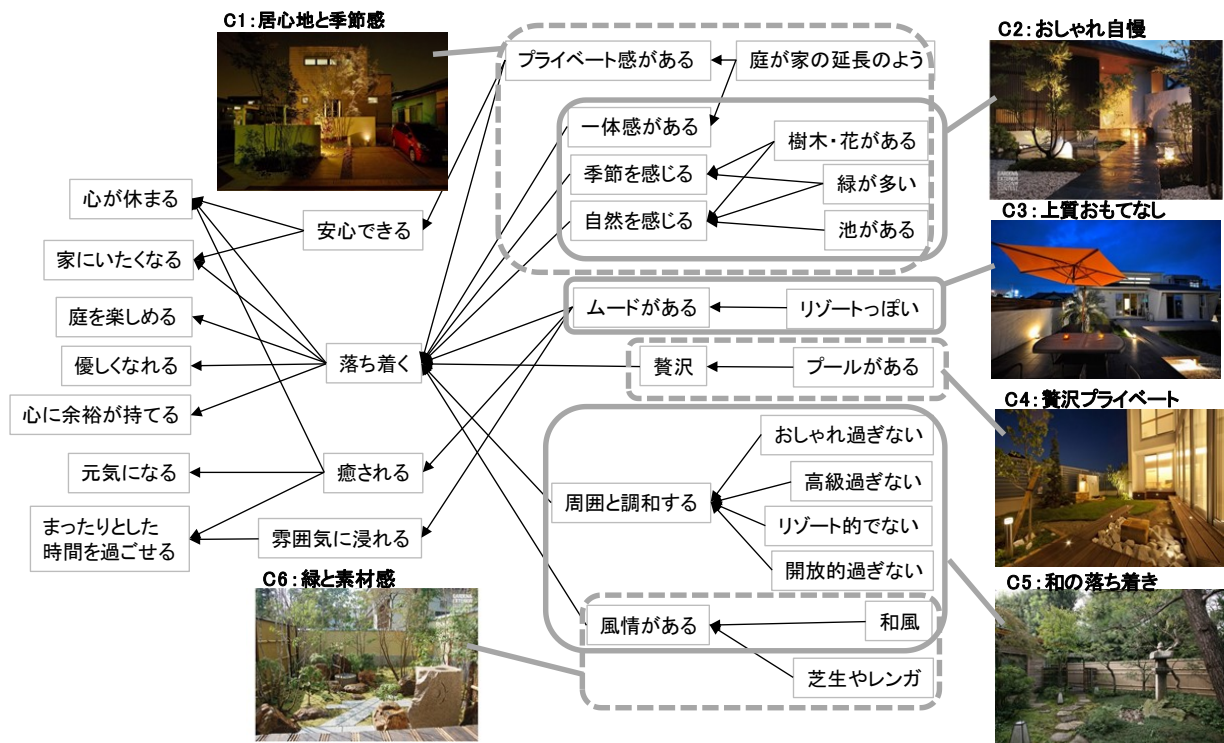 C1：居心地と季節感
プライベート感がある
庭が家の延長のよう
C2：おしゃれ自慢
一体感がある
樹木・花がある
季節を感じる
緑が多い
自然を感じる
池がある
心が休まる
安心できる
家にいたくなる
C3：上質おもてなし
庭を楽しめる
ムードがある
リゾートっぽい
優しくなれる
落ち着く
贅沢
プールがある
心に余裕が持てる
C4：贅沢プライベート
おしゃれ過ぎない
元気になる
癒される
高級過ぎない
周囲と調和する
リゾート的でない
まったりとした
時間を過ごせる
雰囲気に浸れる
開放的過ぎない
C6：緑と素材感
C5：和の落ち着き
風情がある
和風
芝生やレンガ